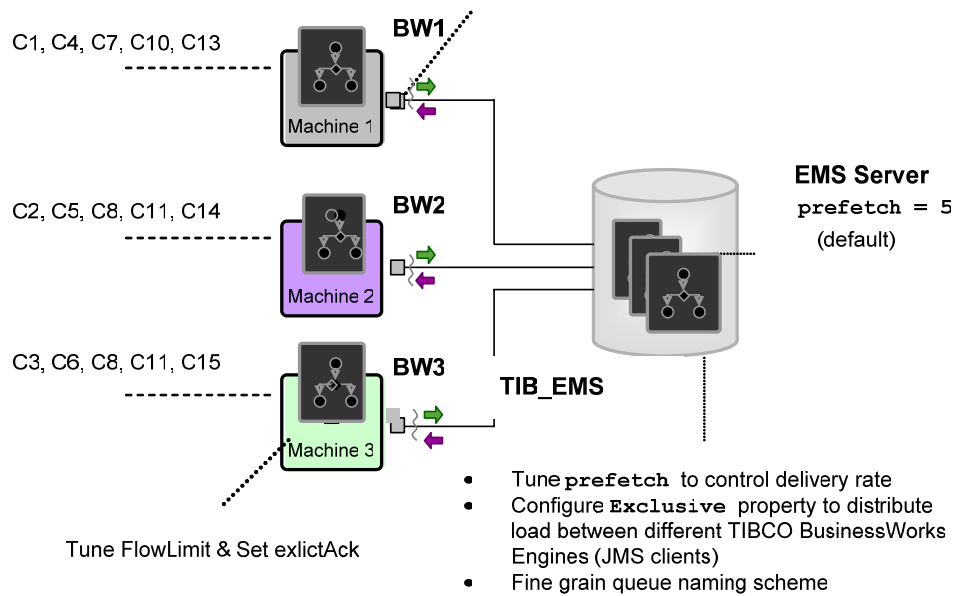 BW1
C1, C4, C7, C10, C13
Machine 1
EMS Server
prefetch = 5
(default)
BW2
C2, C5, C8, C11, C14
Machine 2
BW3
C3, C6, C8, C11, C15
TIB_EMS
Machine 3
• Tune prefetch to control delivery rate
• Configure Exclusive property to distribute
load between different TIBCO BusinessWorks
Engines (JMS clients)
• Fine grain queue naming scheme
Tune FlowLimit & Set exlictAck